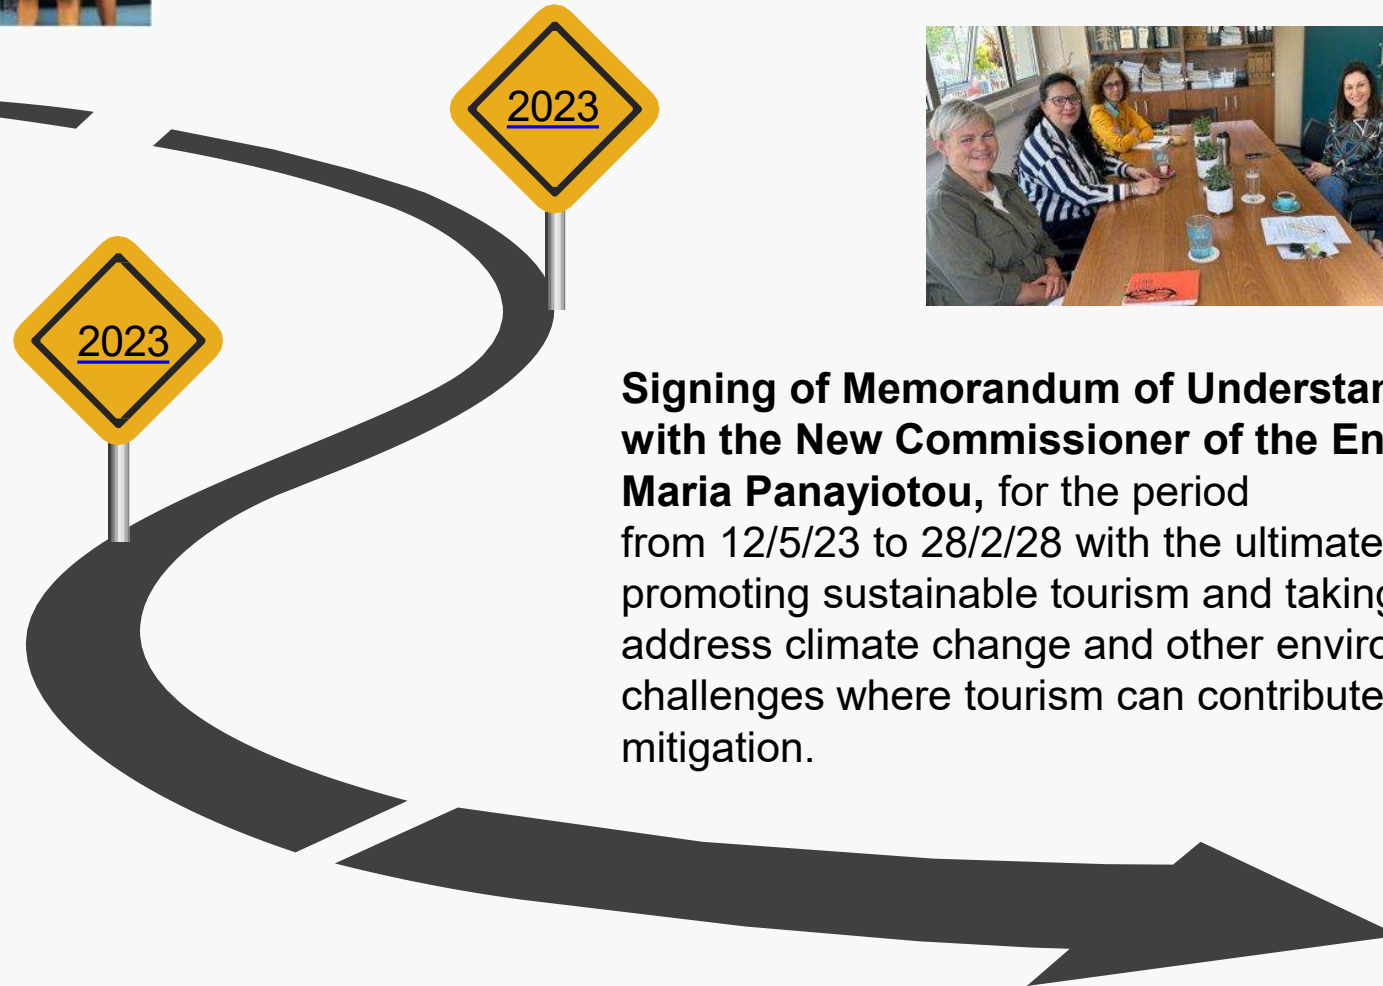 2023
2023
Signing of Memorandum of Understan
with the New Commissioner of the En
Maria Panayiotou, for the period
from 12/5/23 to 28/2/28 with the ultimate
promoting sustainable tourism and taking
address climate change and other enviro
challenges where tourism can contribute
mitigation.